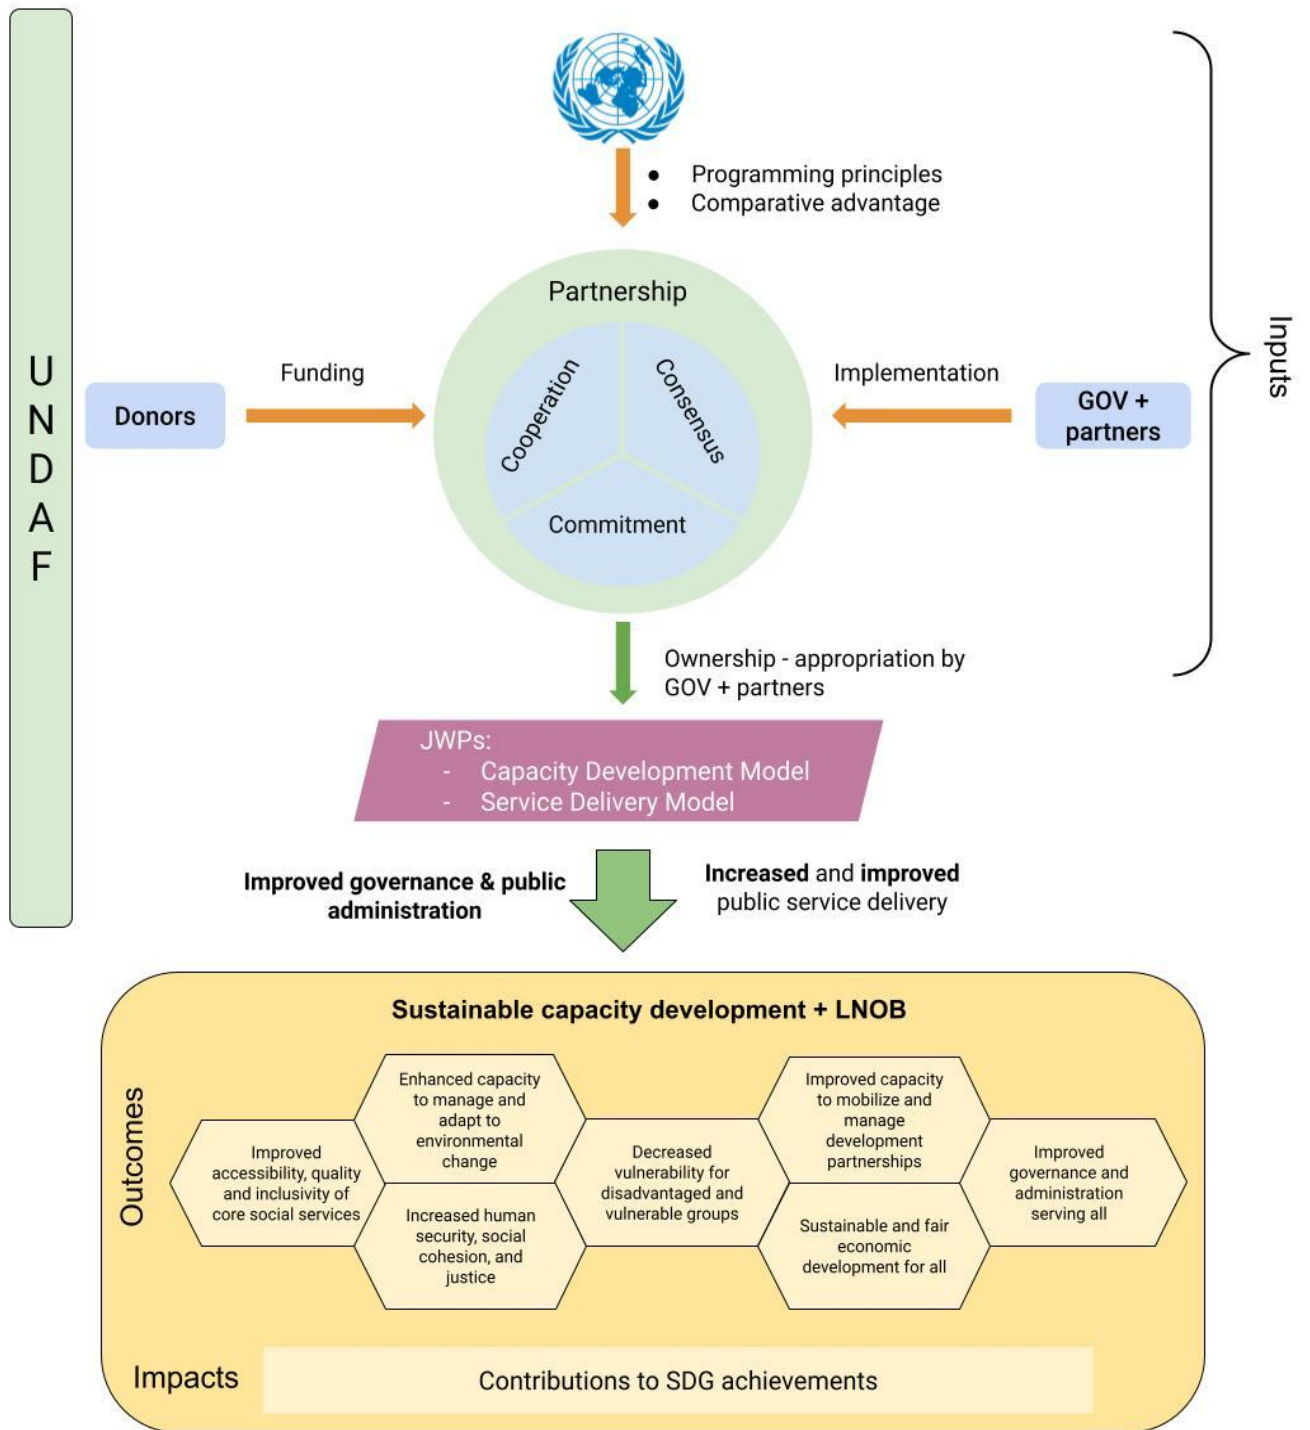 UNDAF
Programming principles
Comparative advantage
Partnership
Cooperation
Consensus
Commitment
Donors
Funding
Implementation
GOV +
partners
Inputs
Ownership - appropriation by
GOV + partners
JWPs:
- Capacity Development Model
- Service Delivery Model
Improved governance & public
administration
Increased and improved
public service delivery
Sustainable capacity development + LNOB
Outcomes
Improved
accessibility, quality
and inclusivity of
core social services
Enhanced capacity
to manage and
adapt to
environmental
change
Increased human
security, social
cohesion, and
justice
Decreased
vulnerability for
disadvantaged and
vulnerable groups
Improved capacity
to mobilize and
manage
development
partnerships
Sustainable and fair
economic
development for all
Improved
governance and
administration
serving all
Impacts
Contributions to SDG achievements